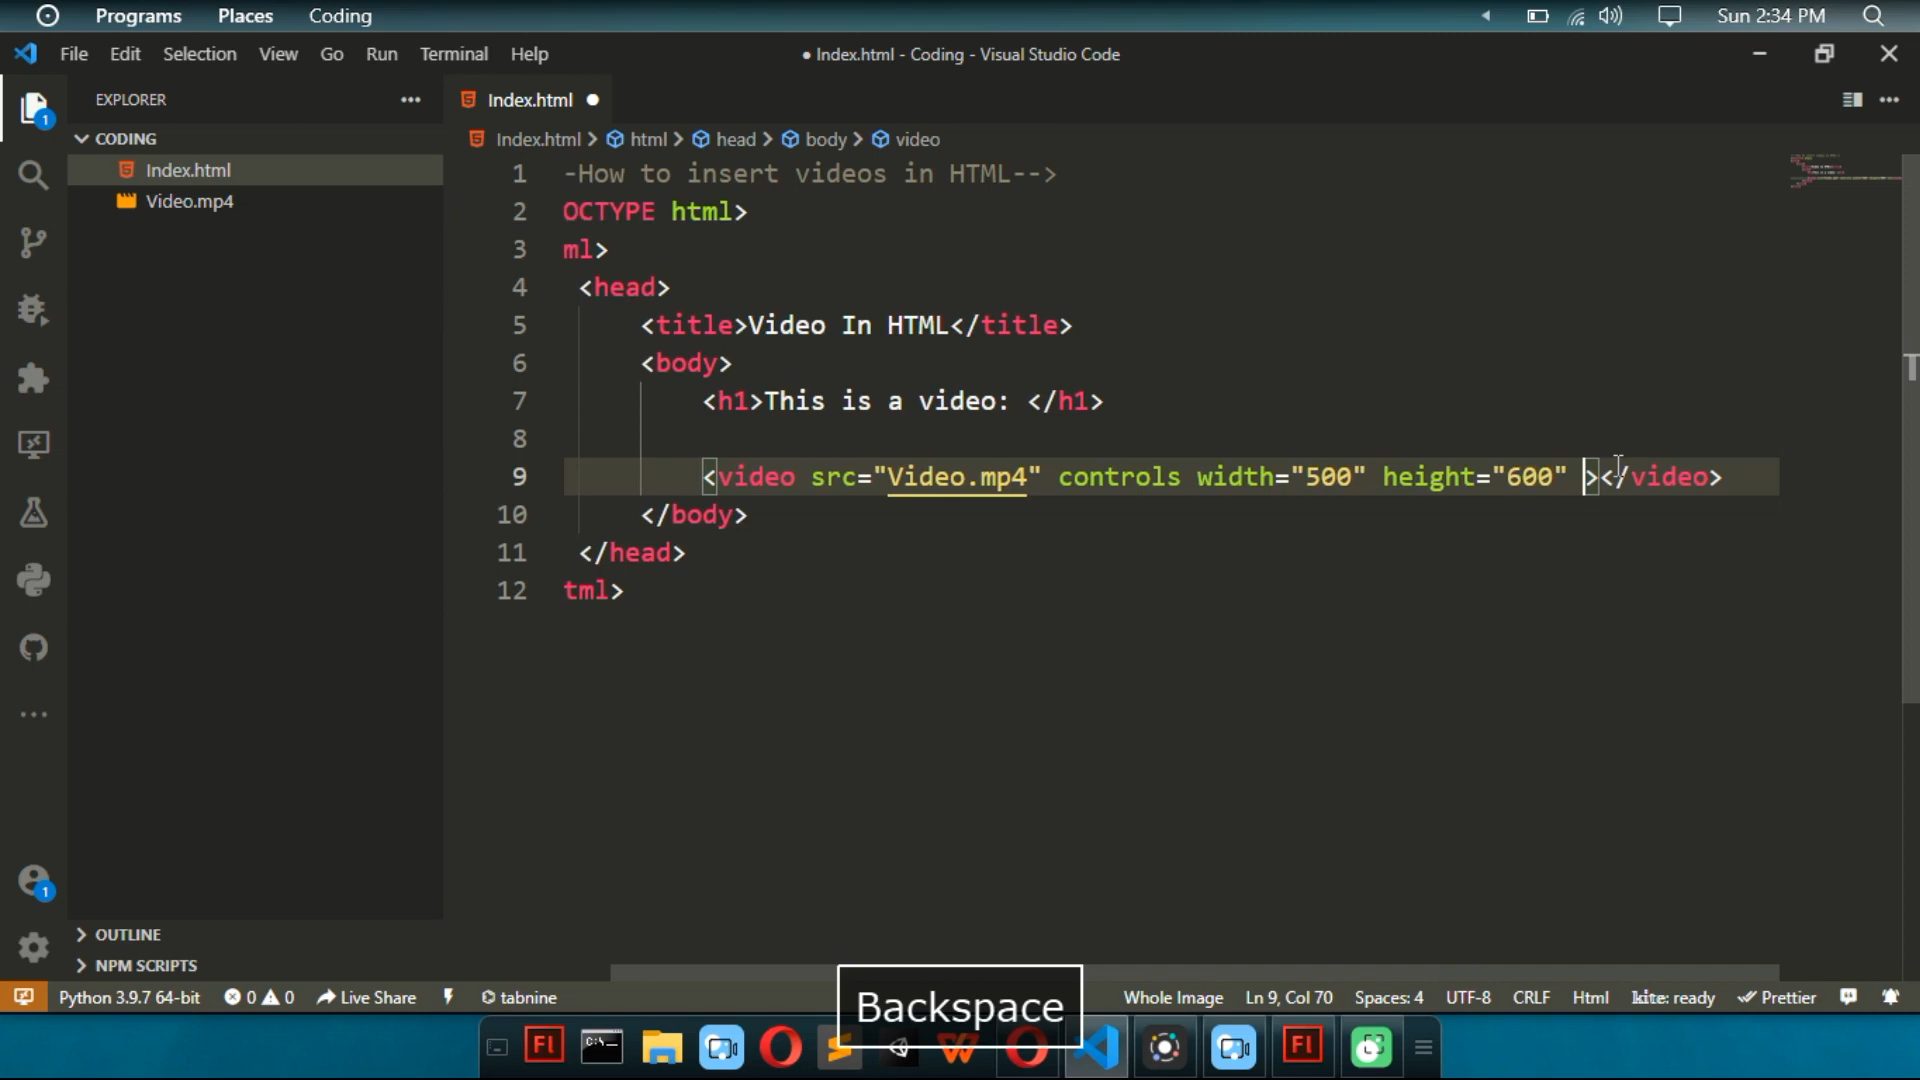 Programs Places Coding Sun 2:34 PM
File Edit Selection View Go Run Terminal Help
● Index.html - Coding - Visual Studio Code
EXPLORER
Index.html
1
CODING
Index.html > html > head > body > video
Index.html
Video.mp4
1 -How to insert videos in HTML-->
2 OCTYPE html>
3 ml>
4 <head>
5 <title>Video In HTML</title>
6 <body>
7 <h1>This is a video: </h1>
8
9 <video src="Video.mp4" controls width="500" height="600" ></video>
10 </body>
11 </head>
12 tml>
1
OUTLINE
NPM SCRIPTS
Python 3.9.7 64-bit 0 0 Live Share tabnine
Whole Image Ln 9, Col 70 Spaces: 4 UTF-8 CRLF Html kite: ready Prettier
Backspace
Fl C:\ Fl